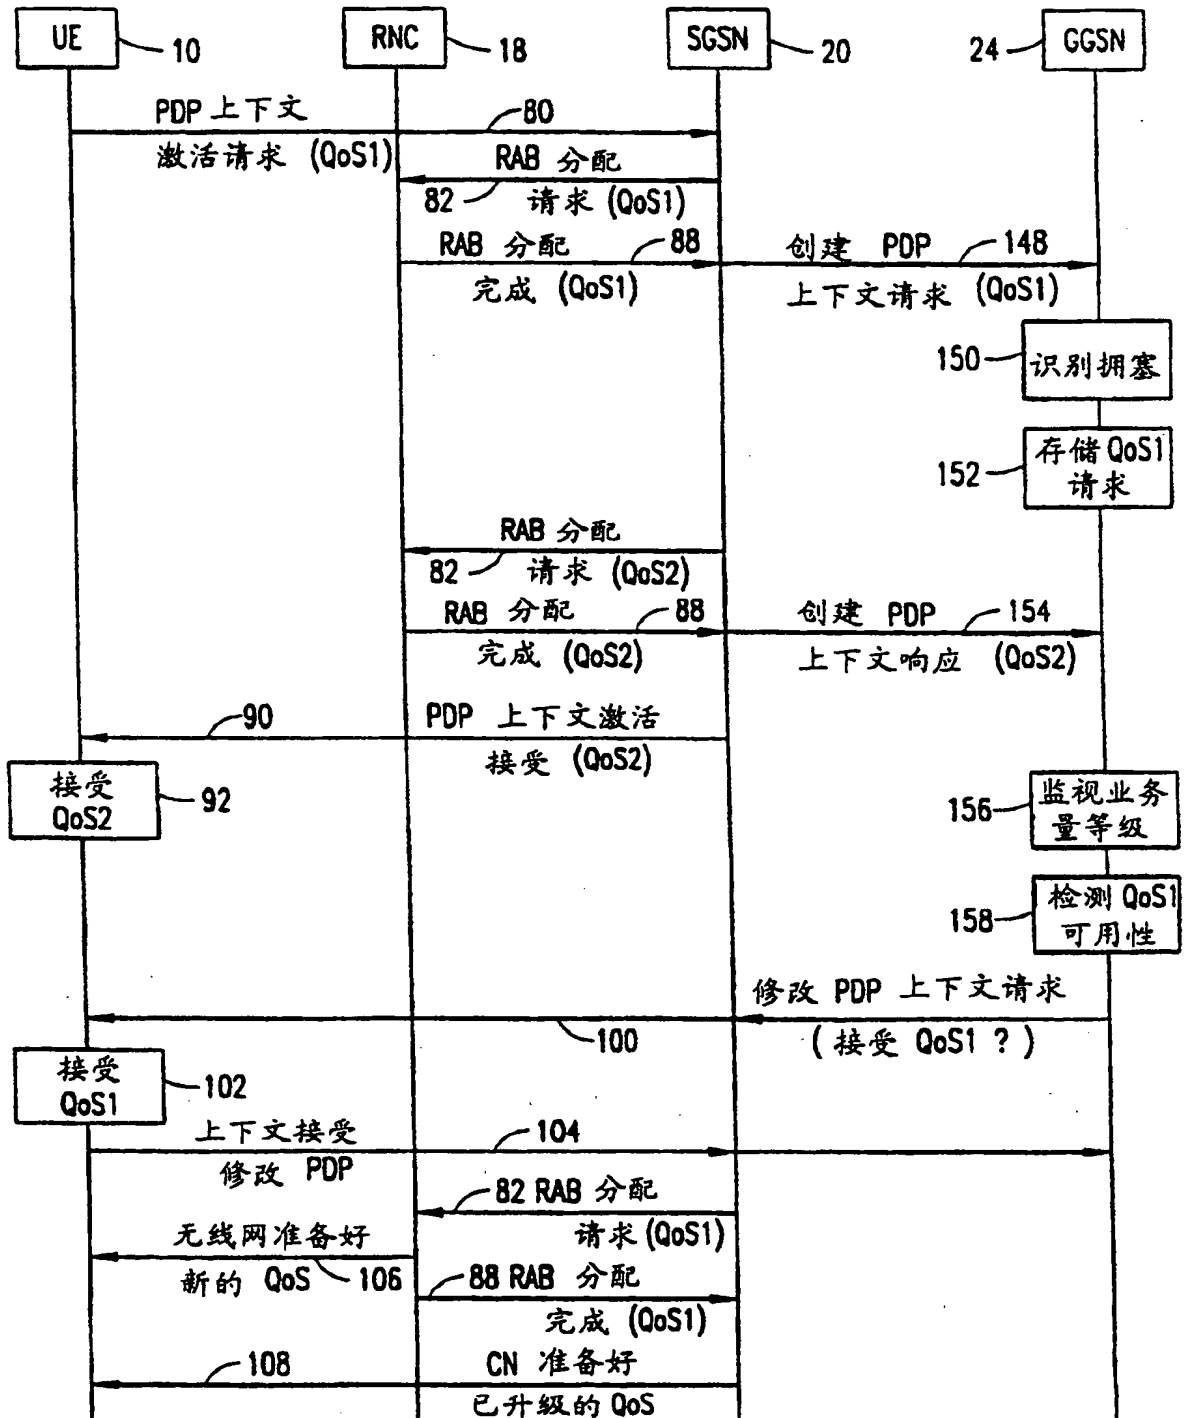 UE
10
RNC
18
SGSN
20
24
GGSN
PDP 上下文
80
激活请求 (QoS1)
RAB 分配
82
请求 (QoS1)
RAB 分配
88
完成 (QoS1)
创建 PDP
148
上下文请求 (QoS1)
150
识别拥塞
152
存储 QoS1
请求
RAB 分配
82
请求 (QoS2)
RAB 分配
88
完成 (QoS2)
创建 PDP
154
上下文响应 (QoS2)
90
PDP 上下文激活
接受 (QoS2)
接受
QoS2
92
156
监视业务
量等级
158
检测 QoS1
可用性
修改 PDP 上下文请求
100
(接受 QoS1 ?)
接受
QoS1
102
上下文接受
104
修改 PDP
82 RAB 分配
请求 (QoS1)
无线网准备好
新的 QoS
106
88 RAB 分配
完成 (QoS1)
108
CN 准备好
已升级的 QoS